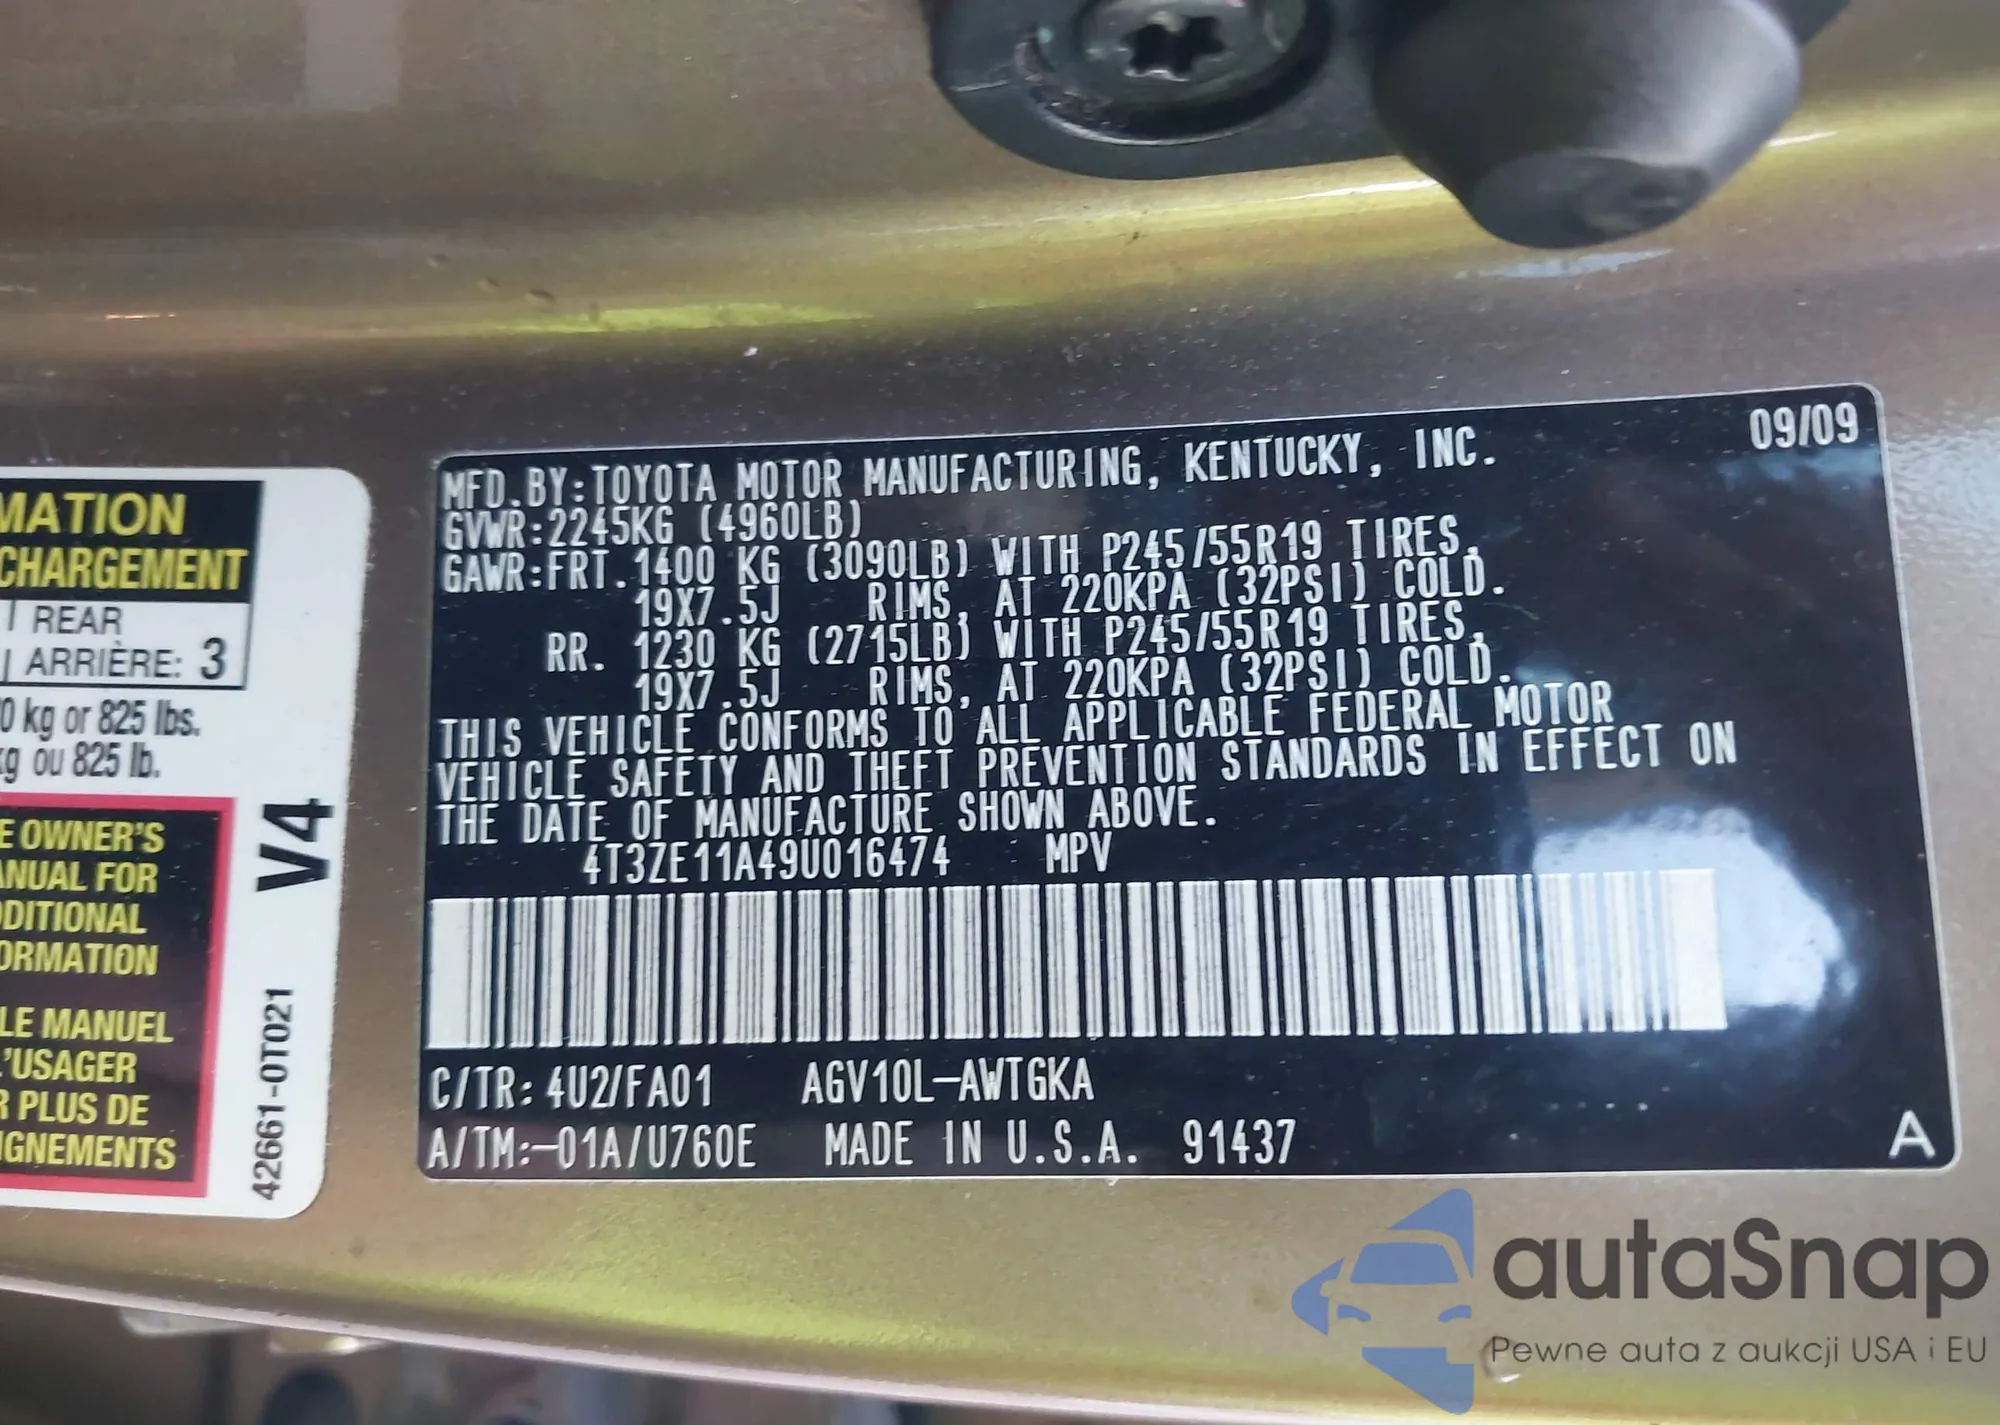 MATION
CHARGEMENT
REAR
ARRIÈRE: 3
0 kg or 825 lbs.
kg ou 825 lb.
E OWNER'S
ANUAL FOR
DDITIONAL
ORMATION
LE MANUEL
'USAGER
R PLUS DE
IGNEMENTS
V4
42661-0T021
09/09
MFD.BY:TOYOTA MOTOR MANUFACTURING, KENTUCKY, INC.
GVWR:2245KG (4960LB)
GAWR:FRT.1400 KG (3090LB) WITH P245/55R19 TIRES,
19X7.5J RIMS, AT 220KPA (32PSI) COLD.
RR. 1230 KG (2715LB) WITH P245/55R19 TIRES,
19X7.5J RIMS, AT 220KPA (32PSI) COLD.
THIS VEHICLE CONFORMS TO ALL APPLICABLE FEDERAL MOTOR
VEHICLE SAFETY AND THEFT PREVENTION STANDARDS IN EFFECT ON
THE DATE OF MANUFACTURE SHOWN ABOVE.
4T3ZE11A49U016474 MPV
C/TR: 4U2/FA01 AGV10L-AWTGKA
A/TM:-01A/U760E MADE IN U.S.A. 91437
A
autaSnap
Pewne auta z aukcji USA i EU